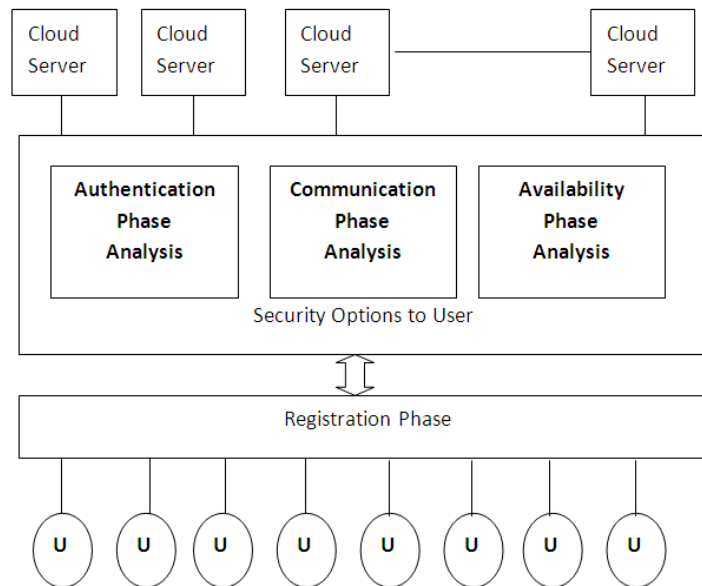 Cloud
Server
Cloud
Server
Cloud
Server
Cloud
Server
Authentication
Phase
Analysis
Communication
Phase
Analysis
Availability
Phase
Analysis
Security Options to User
Registration Phase
U
U
U
U
U
U
U
U